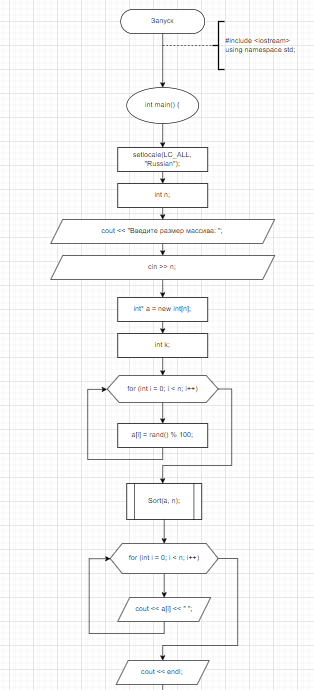 Запуск
#include <iostream>
using namespace std;
int main() {
setlocale(LC_ALL,
"Russian");
int n;
cout << "Введите размер массива: ";
cin >> n;
int* a = new int[n];
int k;
for (int i = 0; i < n; i++)
a[i] = rand() % 100;
Sort(a, n);
for (int i = 0; i < n; i++)
cout << a[i] << " ";
cout << endl;